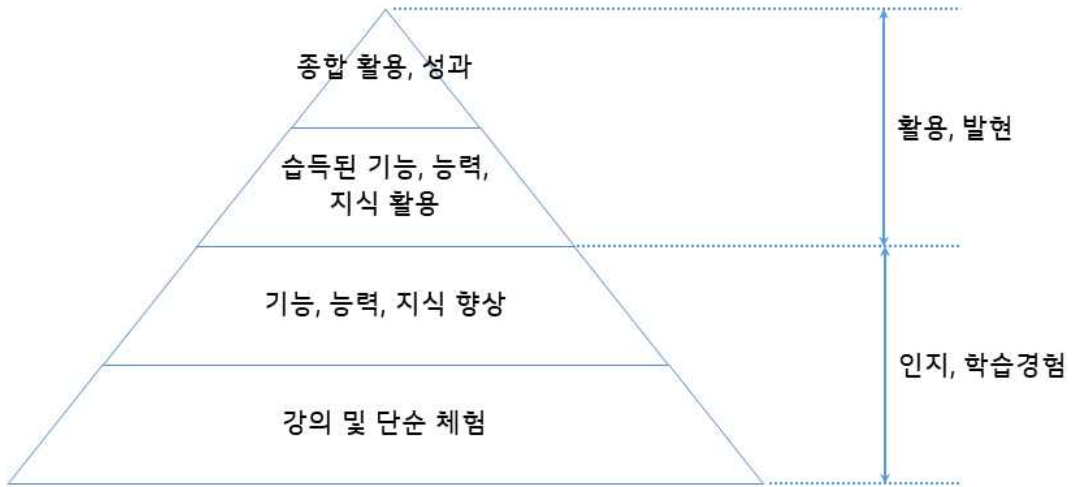 종합 활용, 성과
활용, 발현
습득된 기능, 능력,
지식 활용
기능, 능력, 지식 향상
인지, 학습경험
강의 및 단순 체험